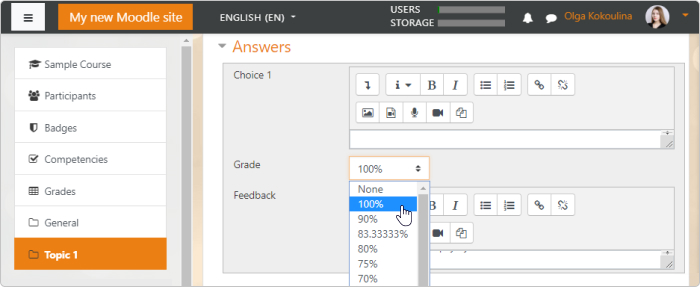 My new Moodle site
ENGLISH (EN)
USERS
STORAGE
Olga Kokoulina
Sample Course
Participants
Badges
Competencies
Grades
General
Topic 1
Answers
Choice 1
B I
Grade
100%
None
100%
90%
83.33333%
80%
75%
70%
Feedback
B I